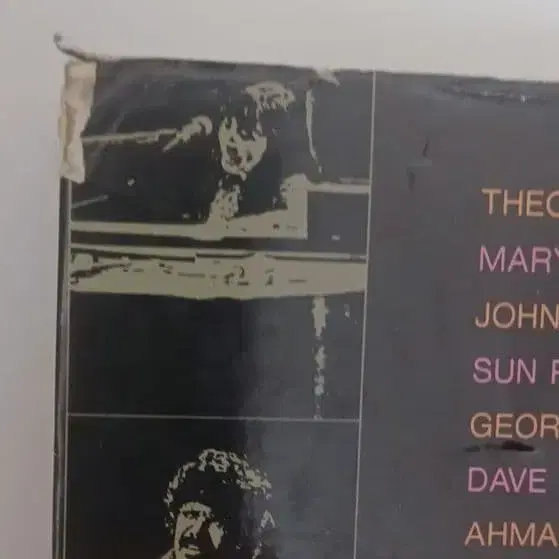 THEO
MARY
JOHN
SUN R
GEOR
DAVE
AHMA